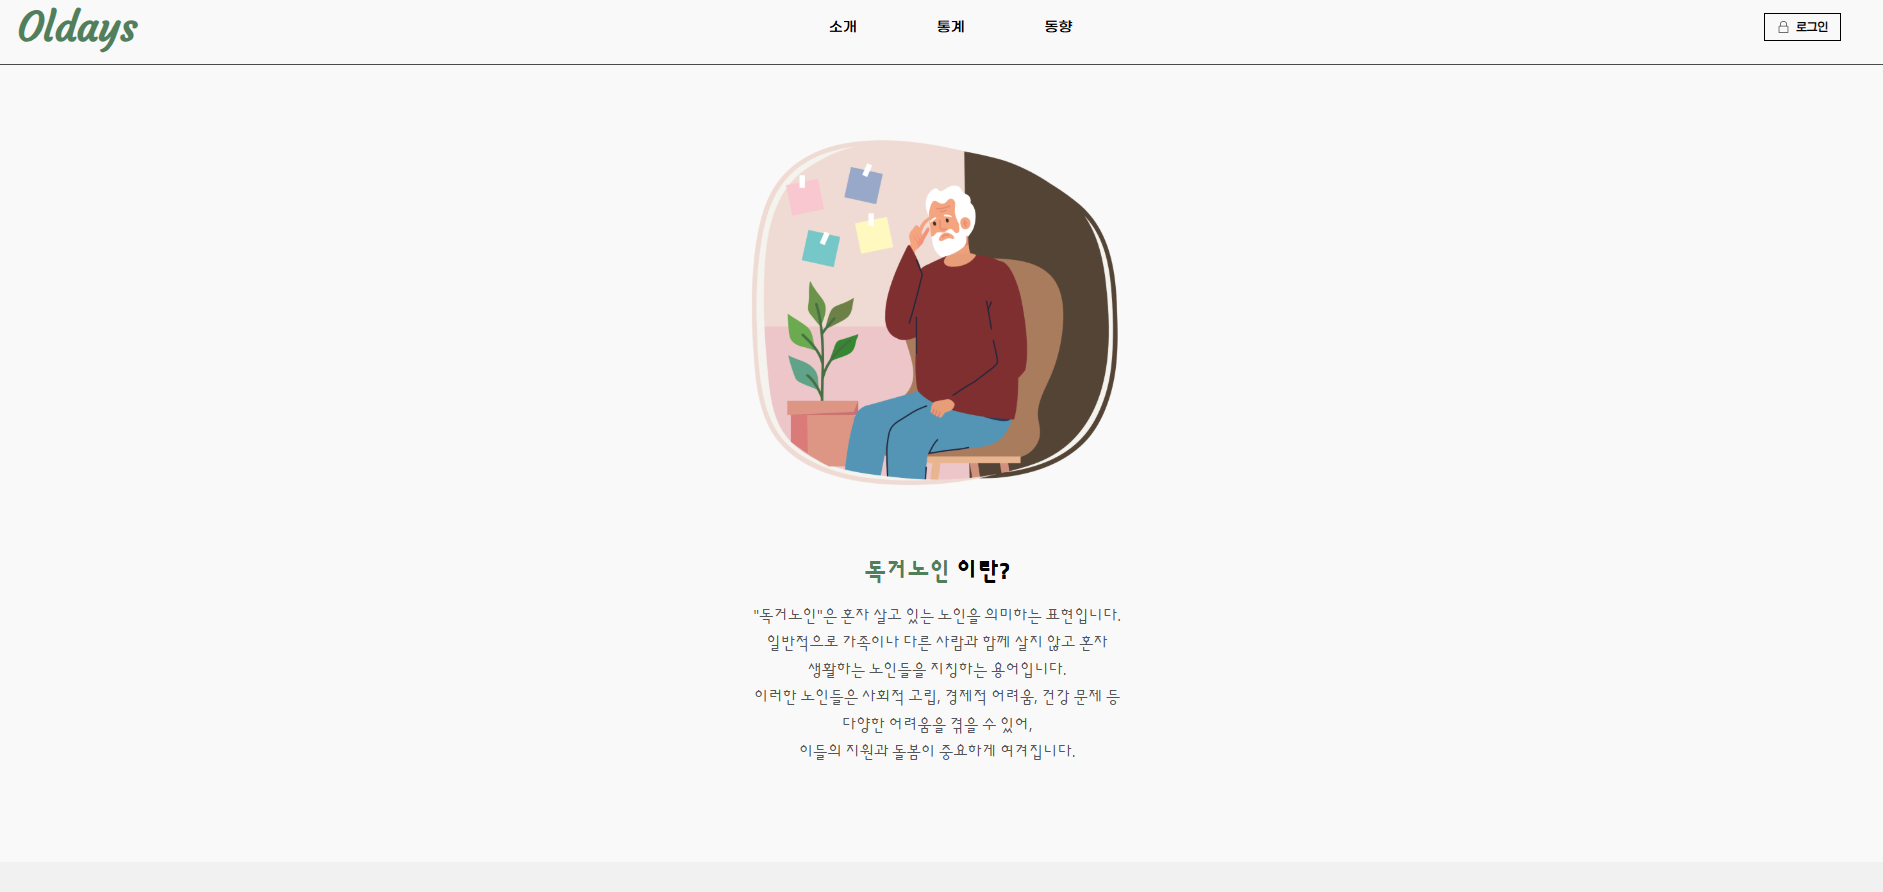 Oldays
소개
통계
동향
로그인
독거노인 이란?
"독거노인"은 혼자 살고 있는 노인을 의미하는 표현입니다.
일반적으로 가족이나 다른 사람과 함께 살지 않고 혼자
생활하는 노인들을 지칭하는 용어입니다.
이러한 노인들은 사회적 고립, 경제적 어려움, 건강 문제 등
다양한 어려움을 겪을 수 있어,
이들의 지원과 돌봄이 중요하게 여겨집니다.